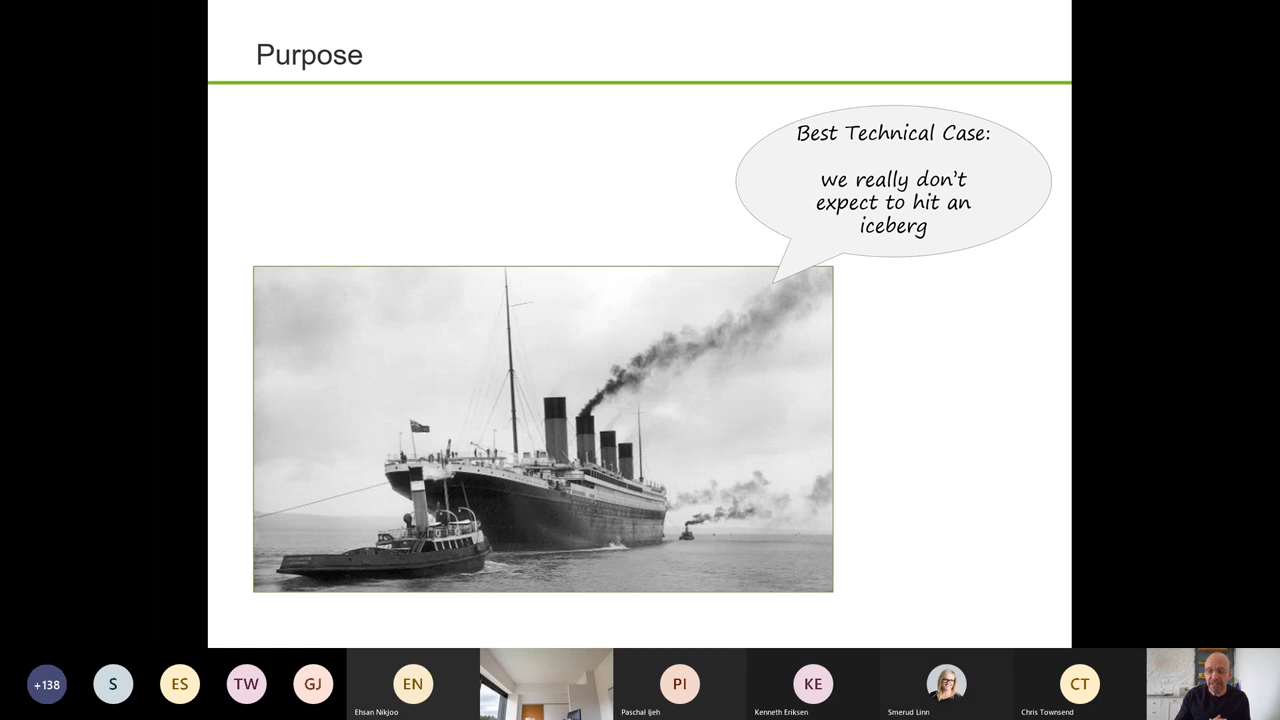 Purpose
Best Technical Case:
we really don't
expect to hit an
iceberg
+138
S
ES
TW
GJ
EN
PI
KE
CT
Ehsan Nikjoo
Paschal Ijeh
Kenneth Eriksen
Smerud Linn
Chris Townsend